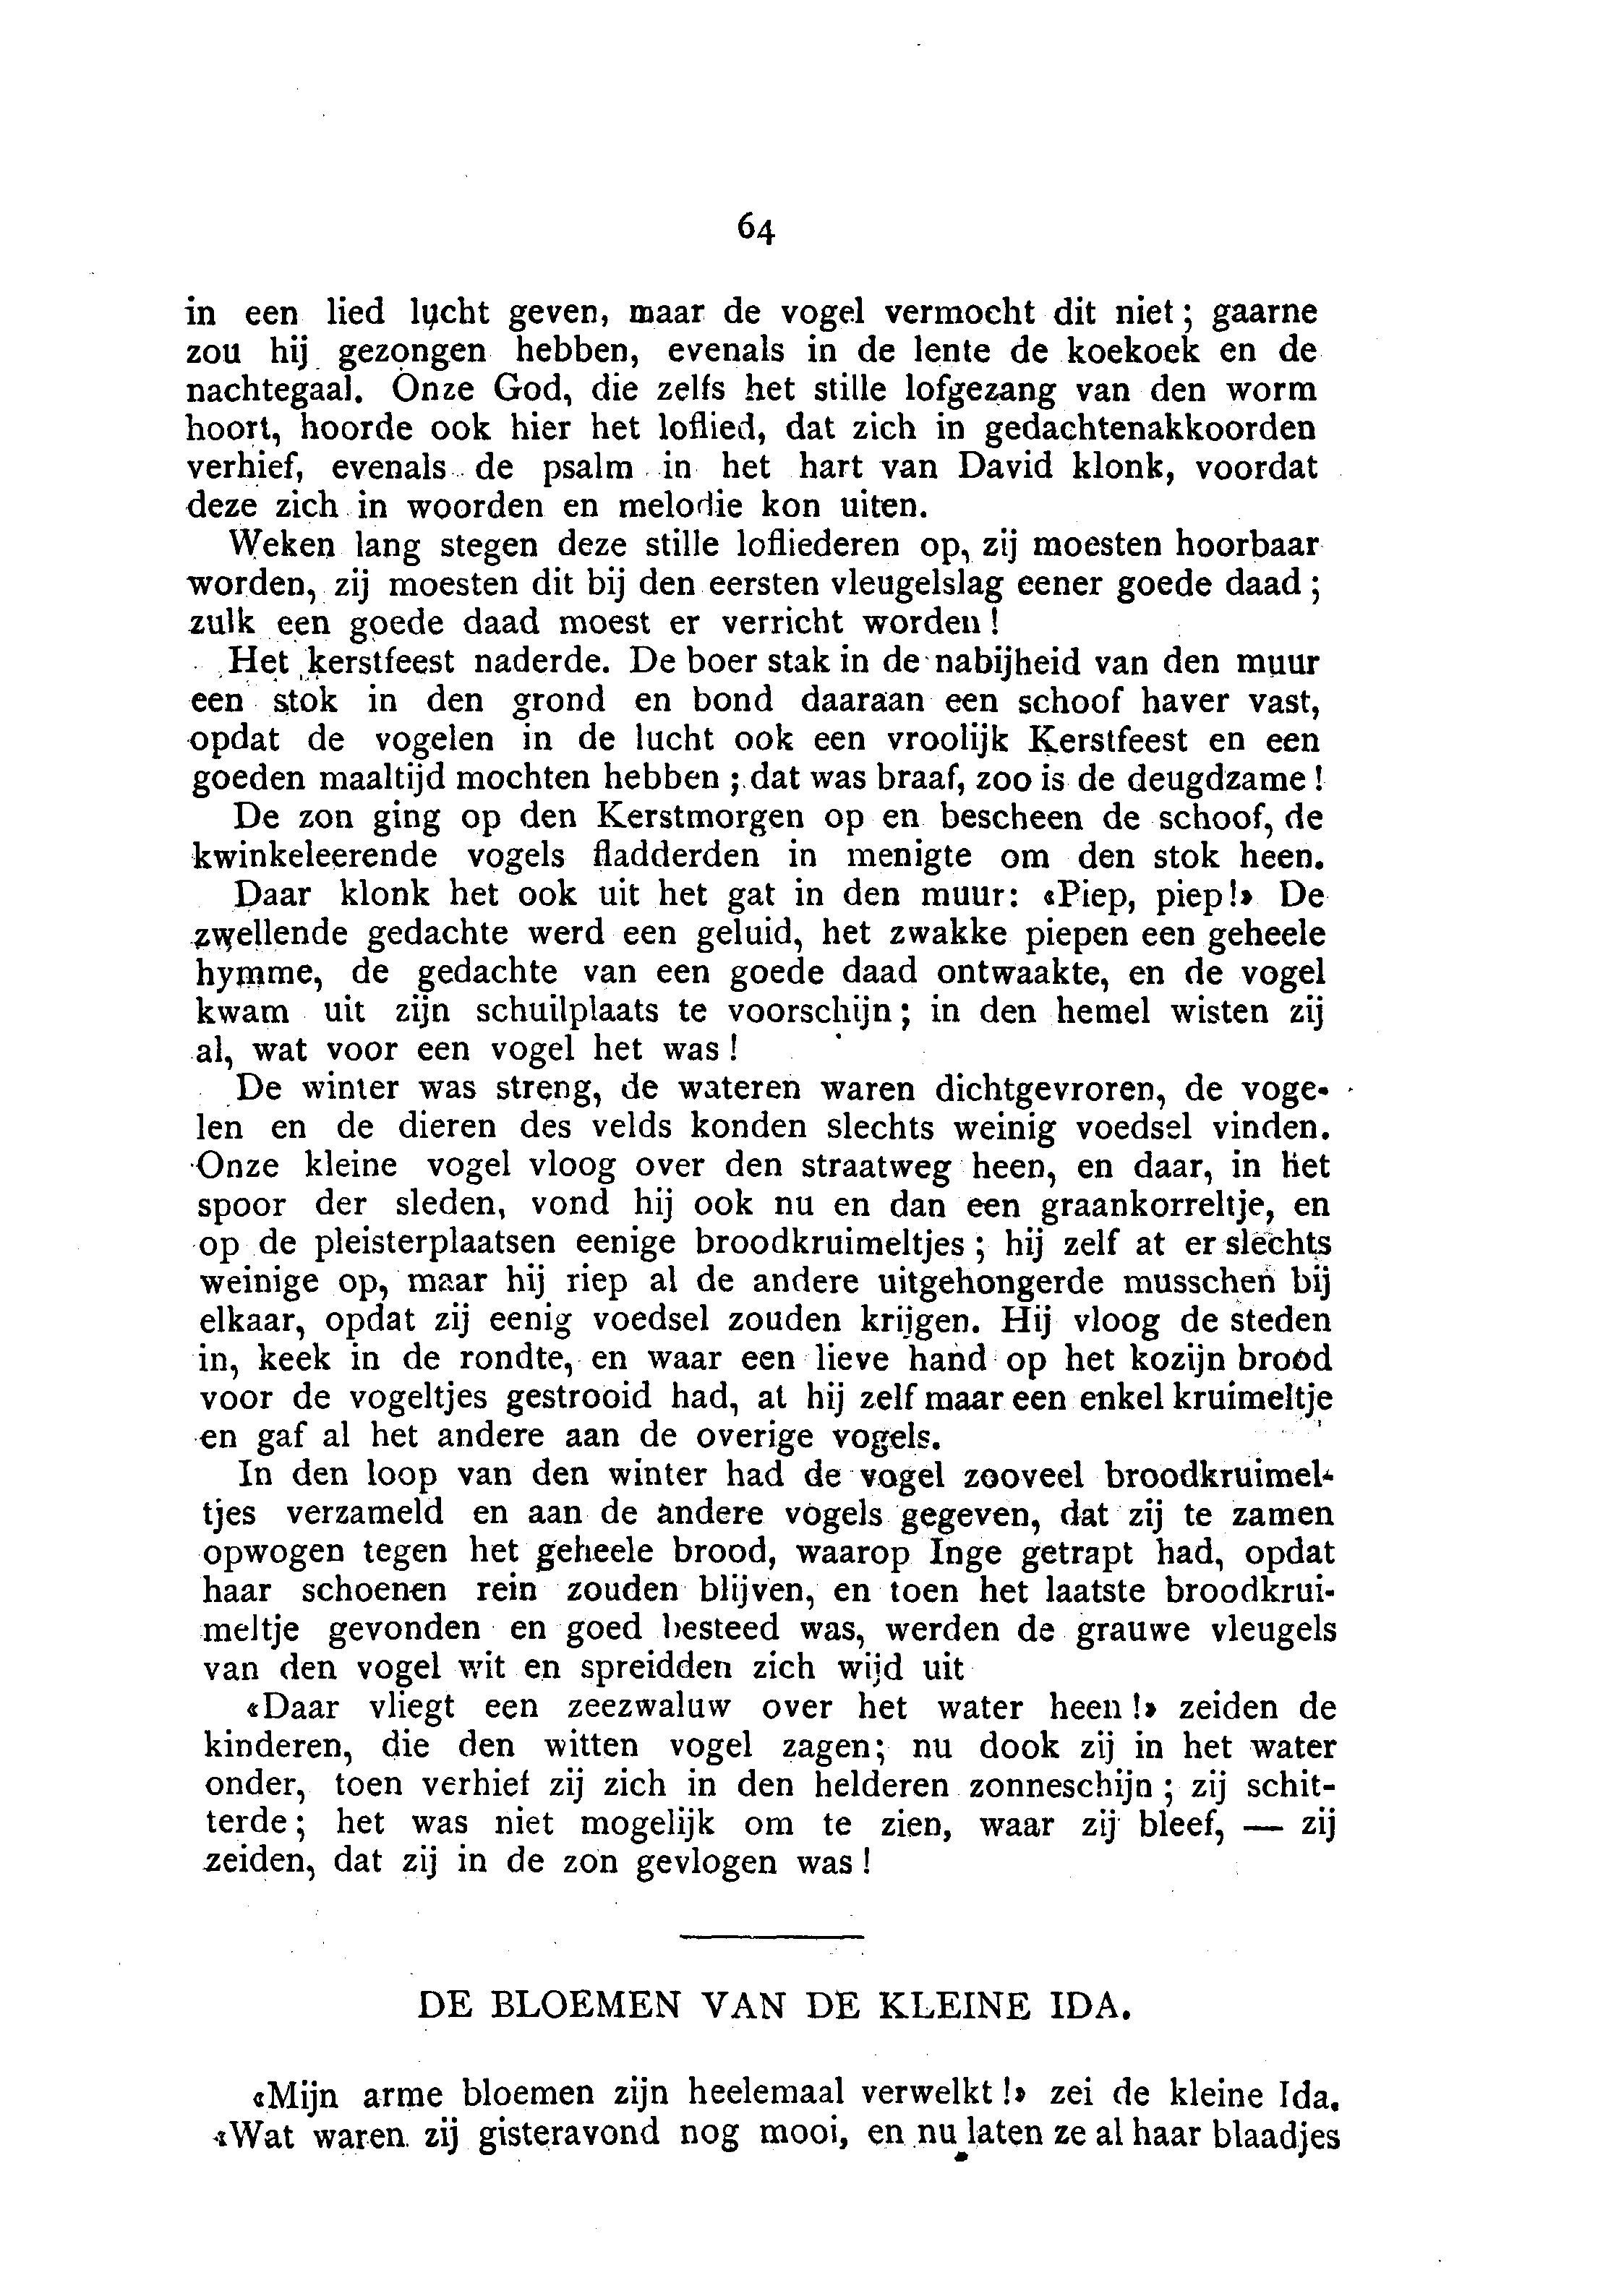 64
in een lied lucht geven, maar de vogel vermocht dit niet; gaarne
zou hij gezongen hebben, evenals in de lente de koekoek en de
nachtegaal. Onze God, die zelfs het stille lofgezang van den worm
hoort, hoorde ook hier het loflied, dat zich in gedachtenakkoorden
verhief, evenals de psalm in het hart van David klonk, voordat
deze zich in woorden en melodie kon uiten.
Weken lang stegen deze stille lofliederen op, zij moesten hoorbaar
worden, zij moesten dit bij den eersten vleugelslag eener goede daad;
zulk een goede daad moest er verricht worden!
Het kerstfeest naderde. De boer stak in de nabijheid van den muur
een stok in den grond en bond daaraan een schoof haver vast,
opdat de vogelen in de lucht ook een vroolijk Kerstfeest en een
goeden maaltijd mochten hebben; dat was braaf, zoo is de deugdzame!
De zon ging op den Kerstmorgen op en bescheen de schoof, de
kwinkeleerende vogels fladderden in menigte om den stok heen.
Daar klonk het ook uit het gat in den muur: «Piep, piep!» De
zwellende gedachte werd een geluid, het zwakke piepen een geheele
hymme, de gedachte van een goede daad ontwaakte, en de vogel
kwam uit zijn schuilplaats te voorschijn; in den hemel wisten zij
al, wat voor een vogel het was!
De winter was streng, de wateren waren dichtgevroren, de voge-
len en de dieren des velds konden slechts weinig voedsel vinden.
Onze kleine vogel vloog over den straatweg heen, en daar, in het
spoor der sleden, vond hij ook nu en dan een graankorreltje, en
op de pleisterplaatsen eenige broodkruimeltjes; hij zelf at er slechts
weinige op, maar hij riep al de andere uitgehongerde musschen bij
elkaar, opdat zij eenig voedsel zouden krijgen. Hij vloog de steden
in, keek in de rondte, en waar een lieve hand op het kozijn brood
voor de vogeltjes gestrooid had, at hij zelf maar een enkel kruimeltje
en gaf al het andere aan de overige vogels.
In den loop van den winter had de vogel zooveel broodkruimel-
tjes verzameld en aan de andere vogels gegeven, dat zij te zamen
opwogen tegen het geheele brood, waarop Inge getrapt had, opdat
haar schoenen rein zouden blijven, en toen het laatste broodkrui-
meltje gevonden en goed besteed was, werden de grauwe vleugels
van den vogel wit en spreidden zich wijd uit
«Daar vliegt een zeezwaluw over het water heen!» zeiden de
kinderen, die den witten vogel zagen; nu dook zij in het water
onder, toen verhief zij zich in den helderen zonneschijn; zij schit-
terde; het was niet mogelijk om te zien, waar zij bleef, — zij
zeiden, dat zij in de zon gevlogen was!
DE BLOEMEN VAN DE KLEINE IDA.
«Mijn arme bloemen zijn heelemaal verwelkt!» zei de kleine Ida.
«Wat waren zij gisteravond nog mooi, en nu laten ze al haar blaadjes